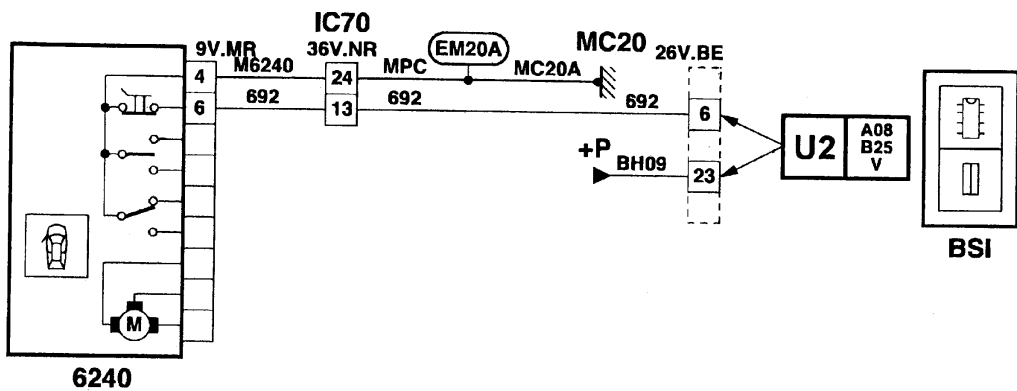 IC70
9V.MR
36V.NR
EM20A
MC20
26V.BE
4
M6240
24
MPC
MC20A
6
692
13
692
692
6
+P
BH09
23
U2
A08
B25
V
BSI
M
6240